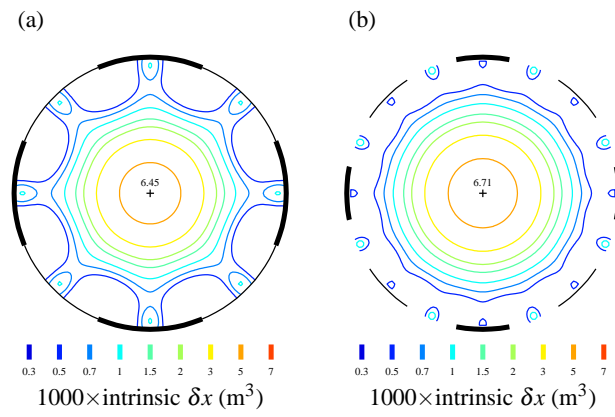 (a) (b)
6.45 6.71
0.3 0.5 0.7 1 1.5 2 3 5 7 0.3 0.5 0.7 1 1.5 2 3 5 7
1000×intrinsic δx (m³) 1000×intrinsic δx (m³)